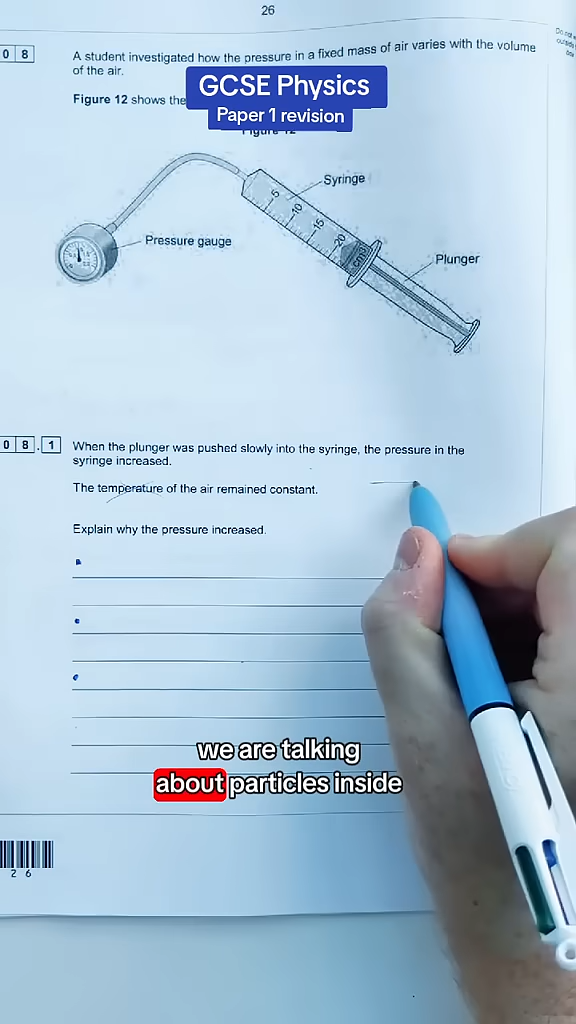 26
0 8
A student investigated how the pressure in a fixed mass of air varies with the volume
of the air.
Figure 12 shows the
GCSE Physics
Paper 1 revision
Figure 12
Syringe
5
10
15
20
cm3
Pressure gauge
Plunger
0 8 . 1
When the plunger was pushed slowly into the syringe, the pressure in the
syringe increased.
The temperature of the air remained constant.
Explain why the pressure increased.
we are talking
about particles inside
2 6